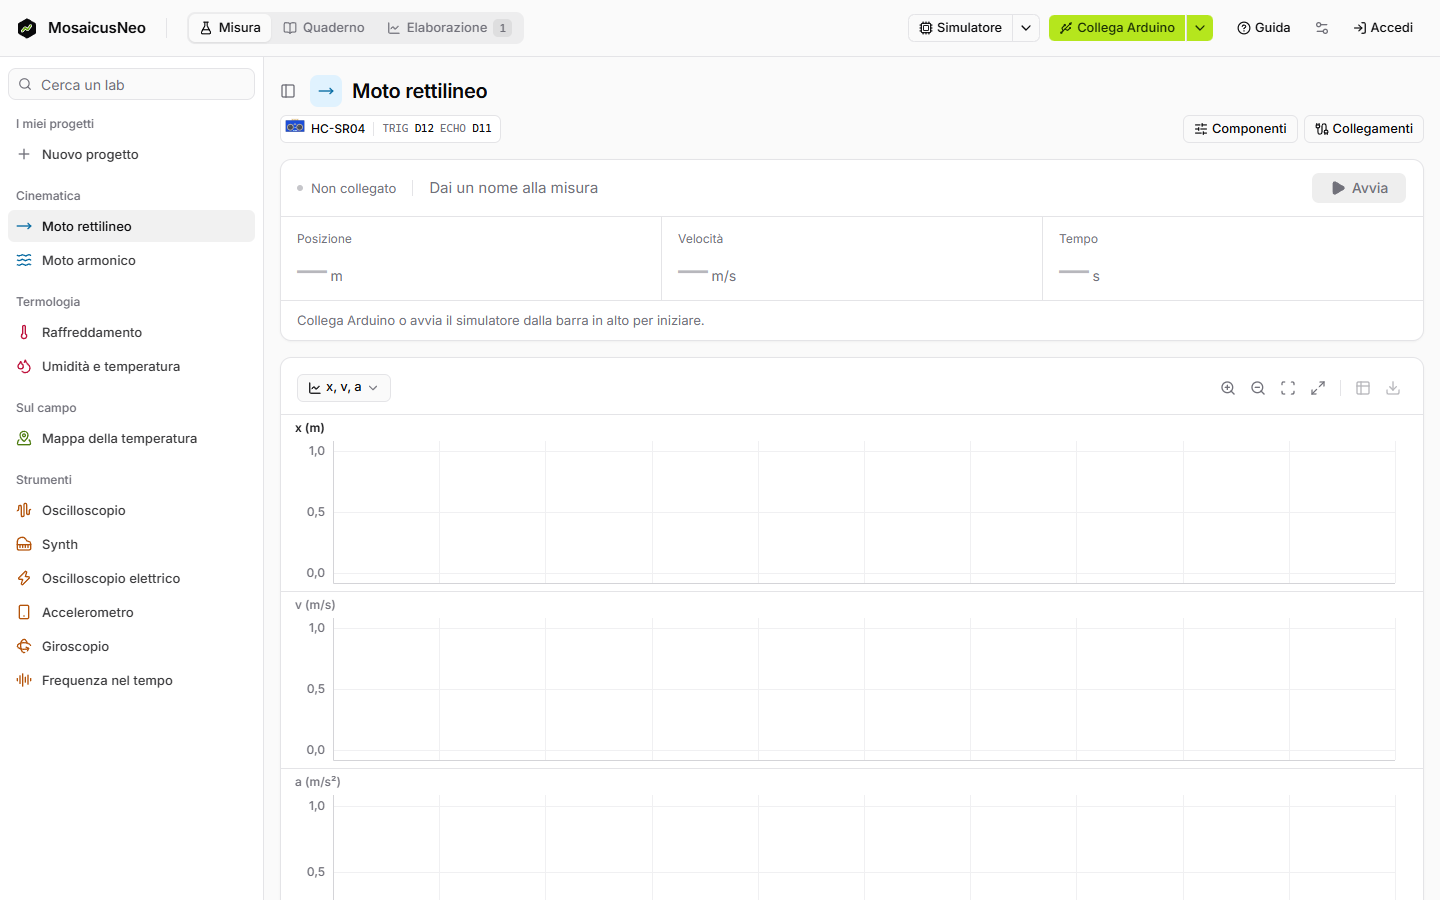 MosaicusNeo
Misura
Quaderno
Elaborazione 1
Simulatore
Collega Arduino
Guida
Accedi
Cerca un lab
I miei progetti
Nuovo progetto
Cinematica
Moto rettilineo
Moto armonico
Termologia
Raffreddamento
Umidità e temperatura
Sul campo
Mappa della temperatura
Strumenti
Oscilloscopio
Synth
Oscilloscopio elettrico
Accelerometro
Giroscopio
Frequenza nel tempo
Moto rettilineo
HC-SR04 TRIG D12 ECHO D11
Componenti
Collegamenti
Non collegato
Dai un nome alla misura
Avvia
Posizione
— m
Velocità
— m/s
Tempo
— s
Collega Arduino o avvia il simulatore dalla barra in alto per iniziare.
x, v, a
x (m)
1,0
0,5
0,0
v (m/s)
1,0
0,5
0,0
a (m/s²)
1,0
0,5